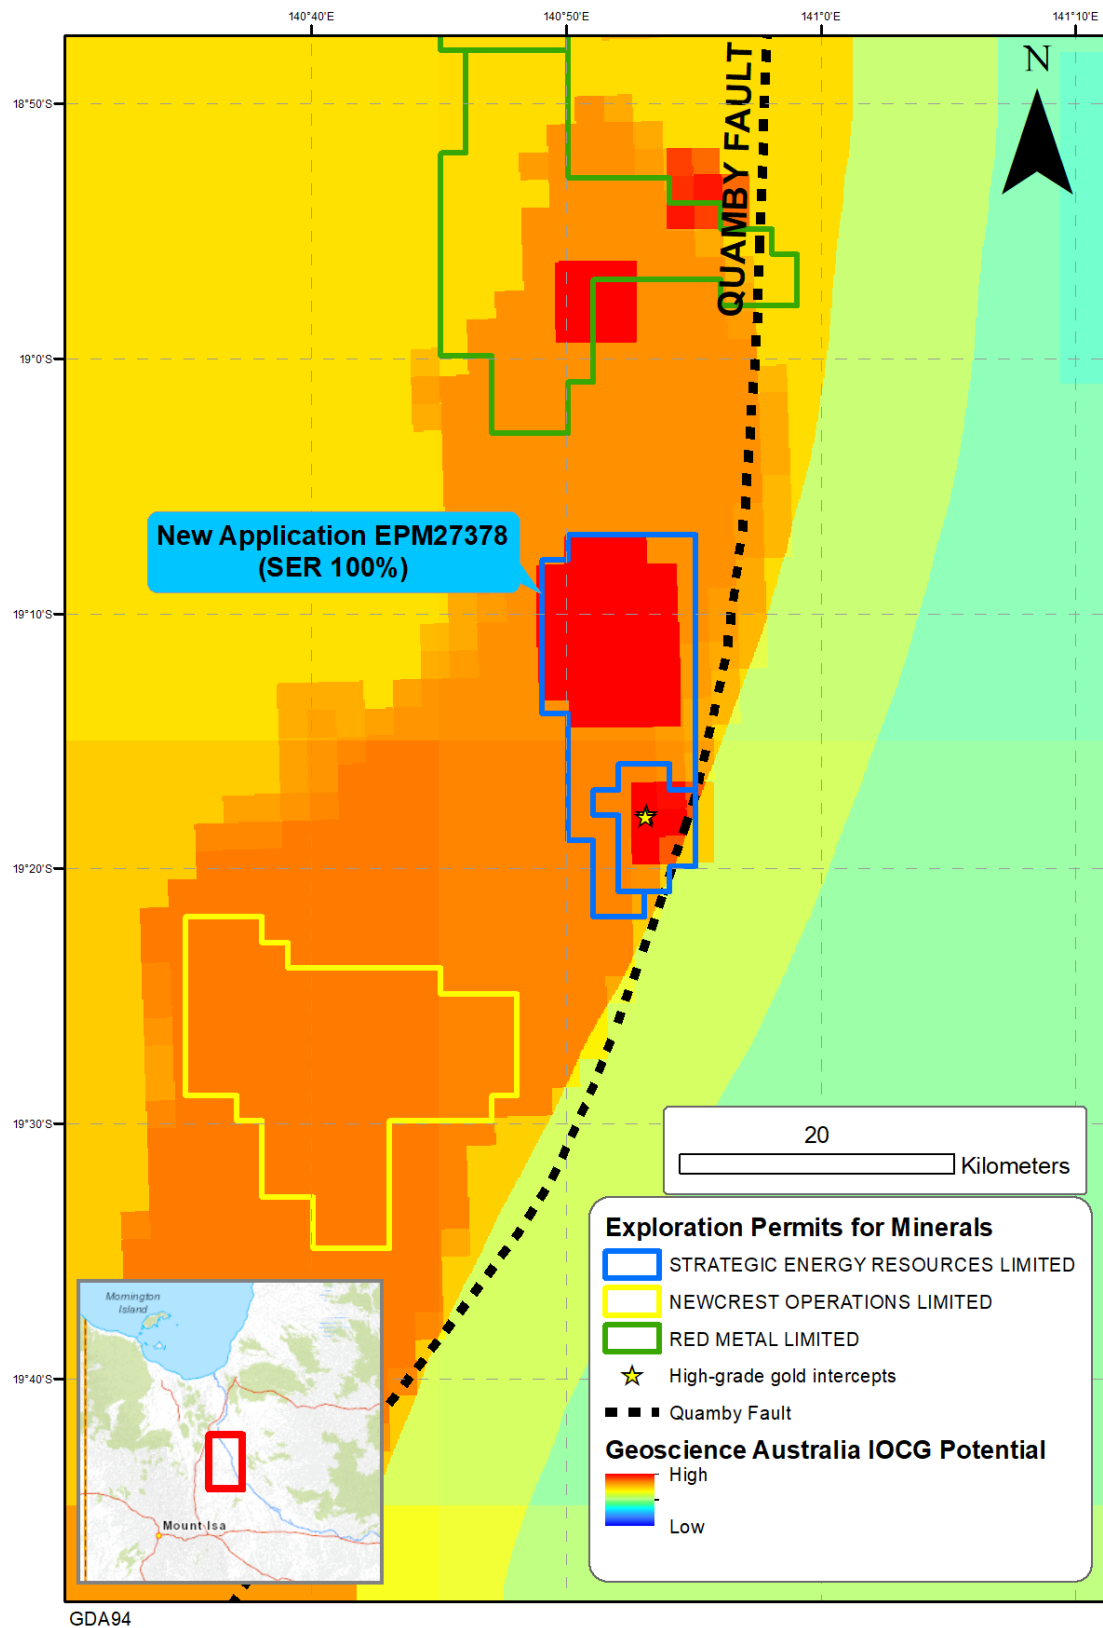 140°40'E
140°50'E
141°0'E
141°10'E
18°50'S
19°0'S
19°10'S
19°20'S
19°30'S
19°40'S
N
QUAMBY FAULT
New Application EPM27378
(SER 100%)
20
Kilometers
Exploration Permits for Minerals
STRATEGIC ENERGY RESOURCES LIMITED
NEWCREST OPERATIONS LIMITED
RED METAL LIMITED
High-grade gold intercepts
Quamby Fault
Geoscience Australia IOCG Potential
High
Low
Mornington
Island
Mount Isa
GDA94